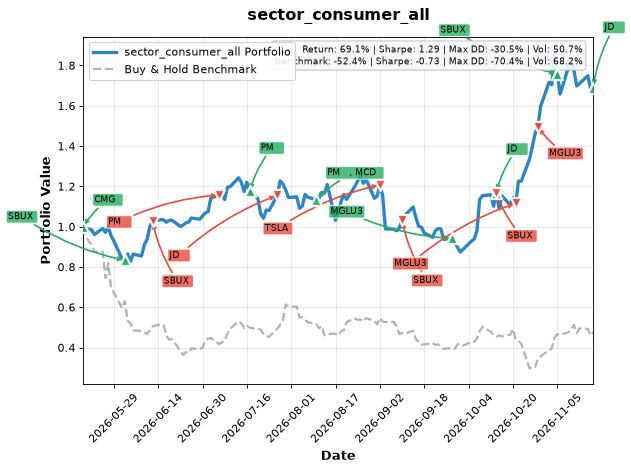 sector_consumer_all
SBUX
JD
sector_consumer_all Portfolio
Buy & Hold Benchmark
Return: 69.1% | Sharpe: 1.29 | Max DD: -30.5% | Vol: 50.7%
Benchmark: -52.4% | Sharpe: -0.73 | Max DD: -70.4% | Vol: 68.2%
PM
JD
MGLU3
PM , MCD
CMG
SBUX
PM
MGLU3
TSLA
SBUX
JD
MGLU3
SBUX
SBUX
Portfolio Value
1.8
1.6
1.4
1.2
1.0
0.8
0.6
0.4
2026-05-29
2026-06-14
2026-06-30
2026-07-16
2026-08-01
2026-08-17
2026-09-02
2026-09-18
2026-10-04
2026-10-20
2026-11-05
Date